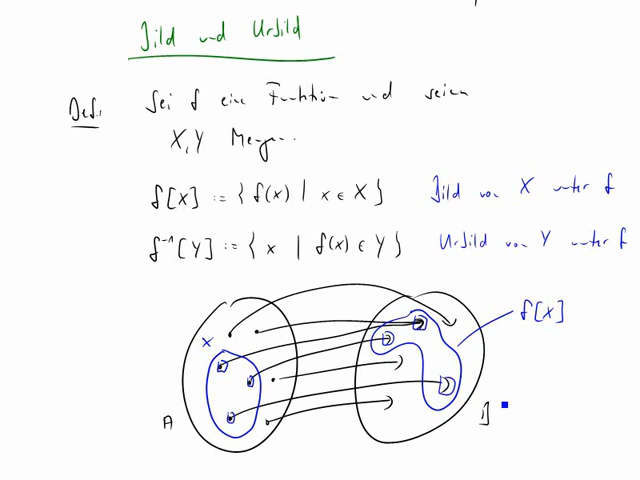 Bild und Urbild
Def.: Sei f eine Funktion und seien
X, Y Mengen.
f[X] := { f(x) | x ∈ X } Bild von X unter f
f⁻¹[Y] := { x | f(x) ∈ Y } Urbild von Y unter f
f[X]
X
A B